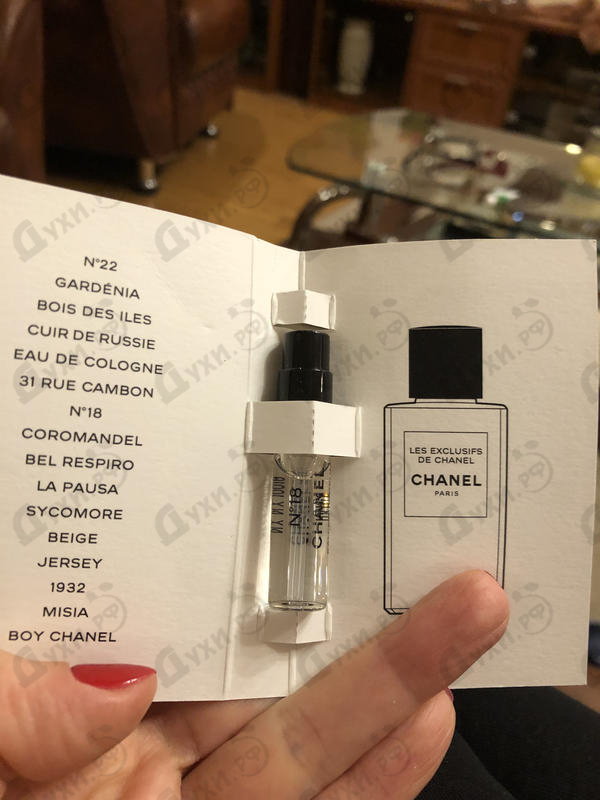 N°22
GARDÉNIA
BOIS DES ILES
CUIR DE RUSSIE
EAU DE COLOGNE
31 RUE CAMBON
N°18
COROMANDEL
BEL RESPIRO
LA PAUSA
SYCOMORE
BEIGE
JERSEY
1932
MISIA
BOY CHANEL
N°18
CHANEL
LES EXCLUSIFS
DE CHANEL
CHANEL
PARIS
Духи.рф